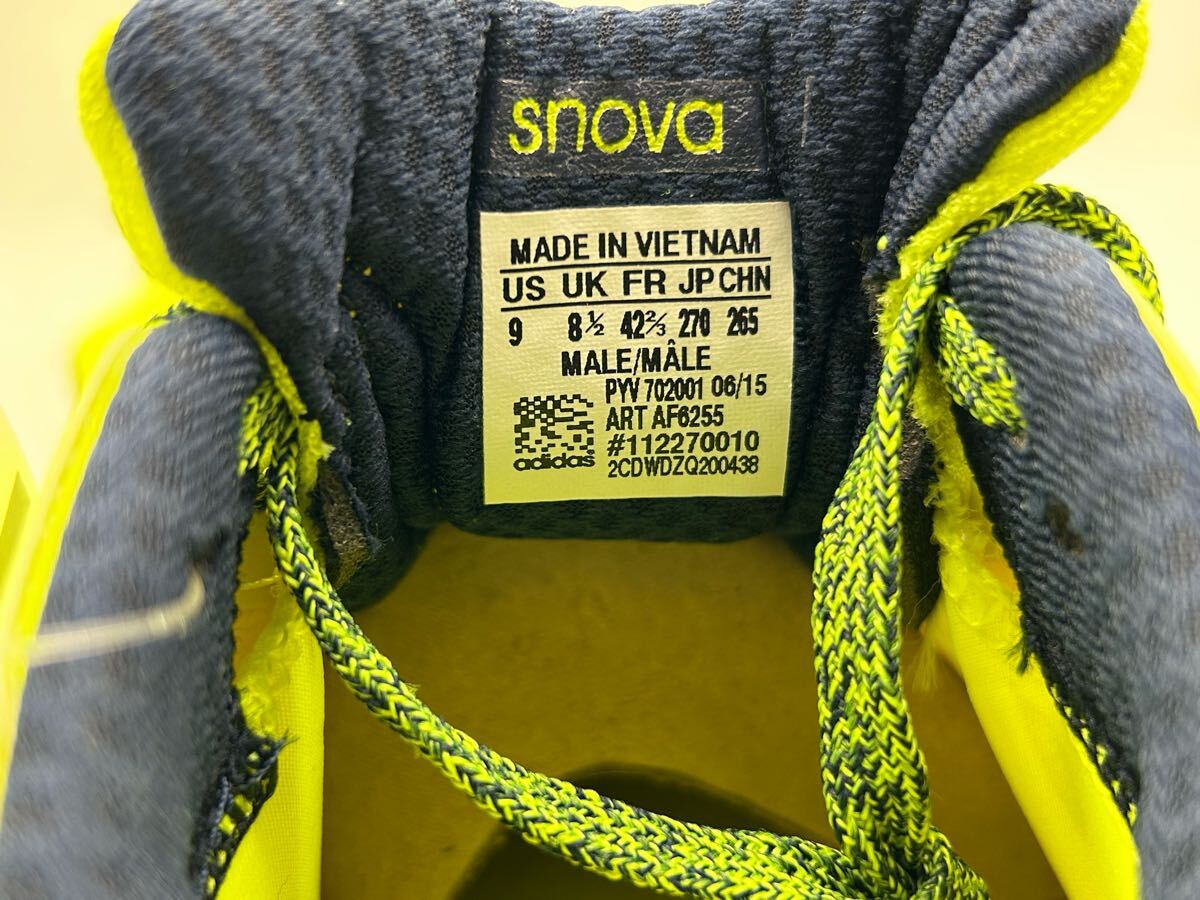 snova
MADE IN VIETNAM
US UK FR JP CHN
9 8½ 42⅔ 270 265
MALE/MÂLE
PYV 702001 06/15
ART AF6255
#112270010
adidas 2CDWDZQ200438